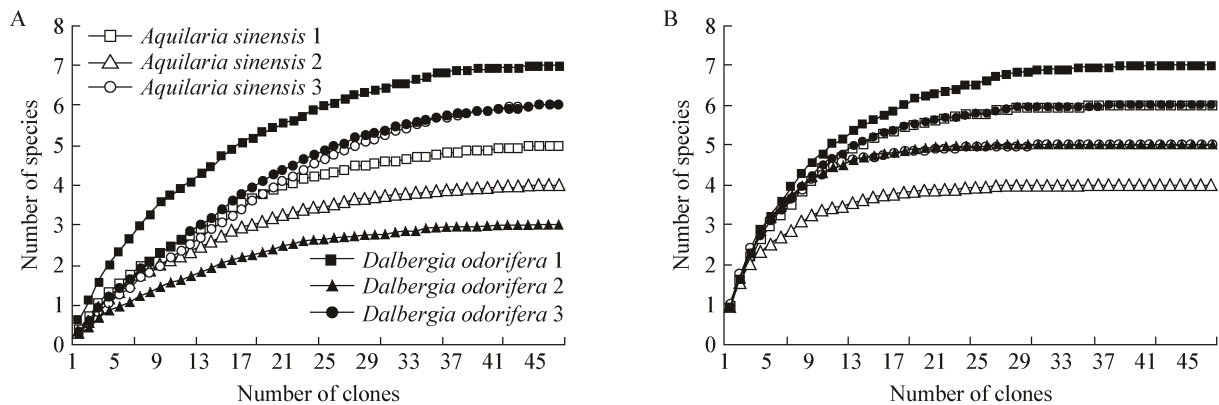 A
Number of species
8
7
6
5
4
3
2
1
0
Aquilaria sinensis 1
Aquilaria sinensis 2
Aquilaria sinensis 3
Dalbergia odorifera 1
Dalbergia odorifera 2
Dalbergia odorifera 3
1 5 9 13 17 21 25 29 33 37 41 45
Number of clones
B
Number of species
8
7
6
5
4
3
2
1
0
1 5 9 13 17 21 25 29 33 37 41 45
Number of clones